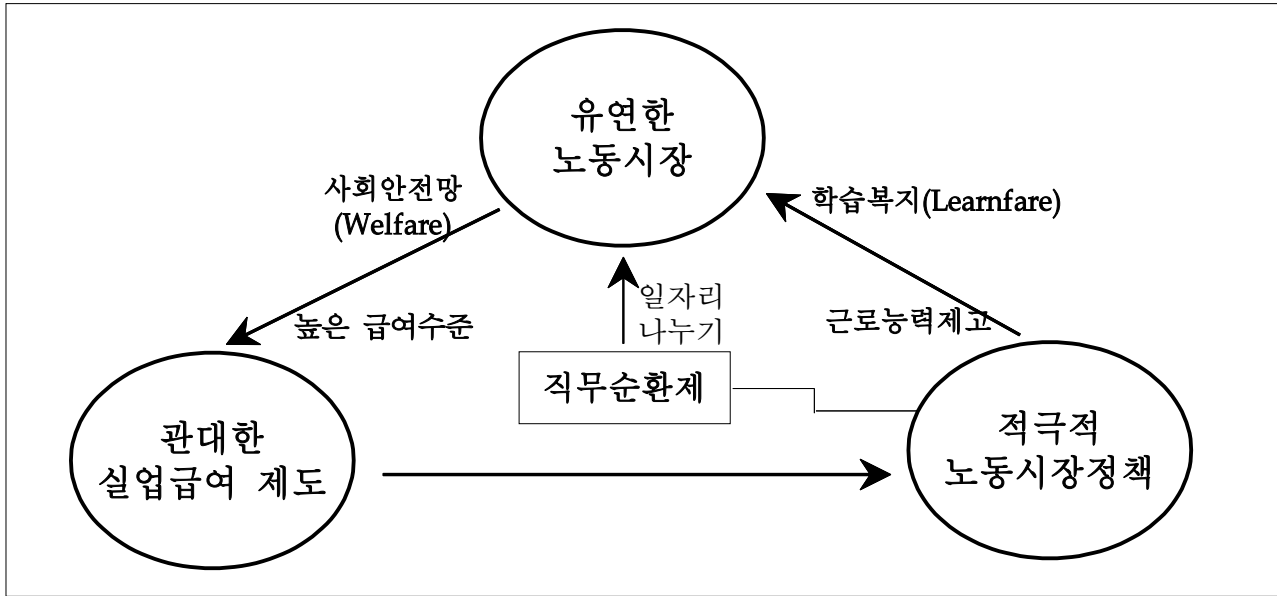 유연한
노동시장
사회안전망
(Welfare)
학습복지(Learnfare)
일자리
나누기
높은 급여수준
근로능력제고
직무순환제
관대한
실업급여 제도
적극적
노동시장정책